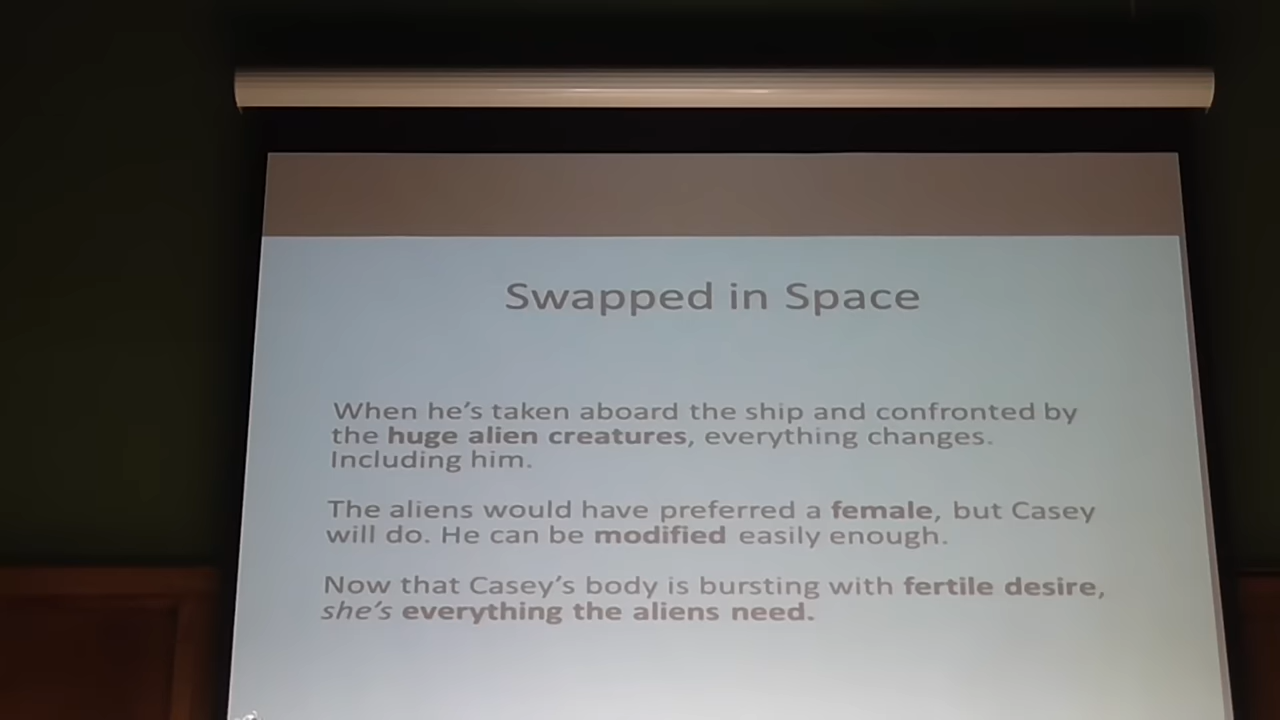 Swapped in Space
When he's taken aboard the ship and confronted by
the huge alien creatures, everything changes.
Including him.
The aliens would have preferred a female, but Casey
will do. He can be modified easily enough.
Now that Casey's body is bursting with fertile desire,
she's everything the aliens need.